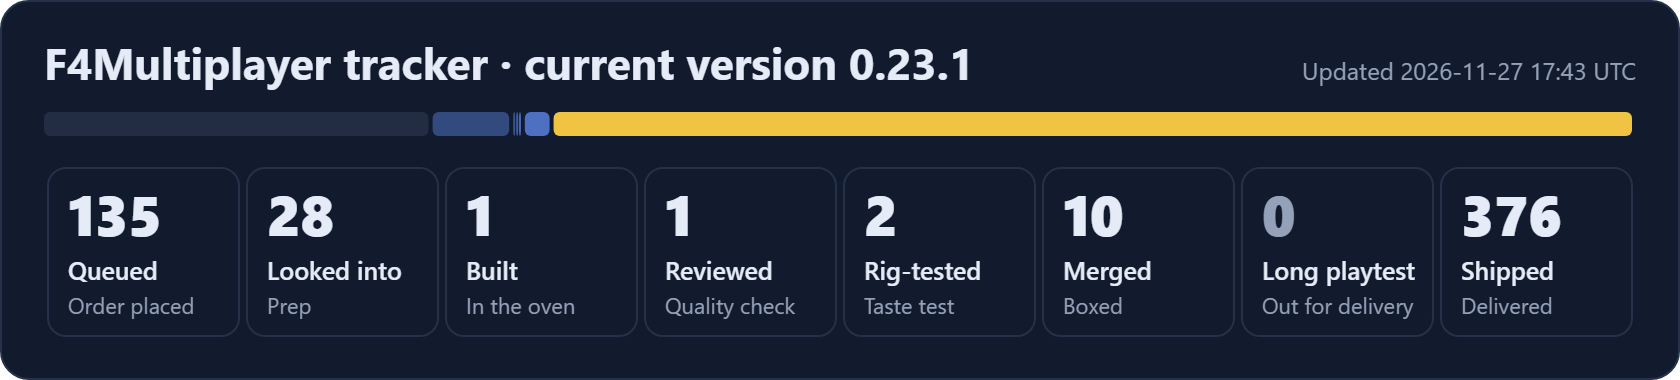 F4Multiplayer tracker · current version 0.23.1
Updated 2026-11-27 17:43 UTC
135
Queued
Order placed
28
Looked into
Prep
1
Built
In the oven
1
Reviewed
Quality check
2
Rig-tested
Taste test
10
Merged
Boxed
0
Long playtest
Out for delivery
376
Shipped
Delivered